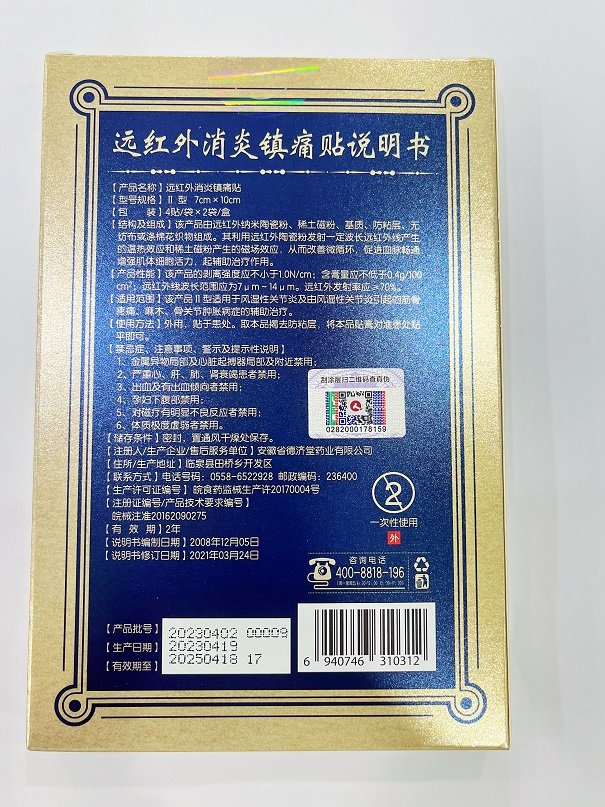 远红外消炎镇痛贴说明书
【产品名称】远红外消炎镇痛贴
【型号规格】Ⅱ 型 7cm×10cm
【包 装】4贴/袋×2袋/盒
【结构及组成】该产品由远红外纳米陶瓷粉、稀土磁粉、基质、防粘层、无
纺布或涤棉花织物组成。其利用远红外陶瓷粉发射一定波长远红外线产生
的温热效应和稀土磁粉产生的磁场效应，从而改善微循环，促进血脉畅通
增强肌体细胞活力，起辅助治疗作用。
【产品性能】该产品的剥离强度应不小于1.0N/cm；含膏量应不低于0.4g/100
cm²；远红外线波长范围应为7μm~14μm。远红外发射率应≥70%。
【适用范围】该产品Ⅱ型适用于风湿性关节炎及由风湿性关节炎引起的筋骨
疼痛、麻木、骨关节肿胀病症的辅助治疗。
【使用方法】外用，贴于患处。取本品揭去防粘层，将本品贴膏对准患处贴
平即可。
【禁忌症、注意事项、警示及提示性说明】
1、金属异物局部及心脏起搏器局部及附近禁用；
2、严重心、肝、肺、肾衰竭患者禁用；
3、出血及有出血倾向者禁用；
4、孕妇下腹部禁用；
5、对磁疗有明显不良反应者禁用；
6、体质极度虚弱者禁用。
刮涂层扫二维码查真伪
0282000178159
【储存条件】密封，置通风干燥处保存。
【注册人/生产企业/售后服务单位】安徽省德济堂药业有限公司
【住所/生产地址】临泉县田桥乡开发区
【联系方式】电话号码：0558-6522928 邮政编码：236400
【生产许可证编号】皖食药监械生产许20170004号
【注册证编号/产品技术要求编号】
皖械注准20162090275
【有 效 期】2年
【说明书编制日期】2008年12月05日
【说明书修订日期】2021年03月24日
2
一次性使用
外
咨询电话
400-8818-196
【产品批号】20230402 00009
【生产日期】20230419
【有效期至】20250418 17
6 940746 310312